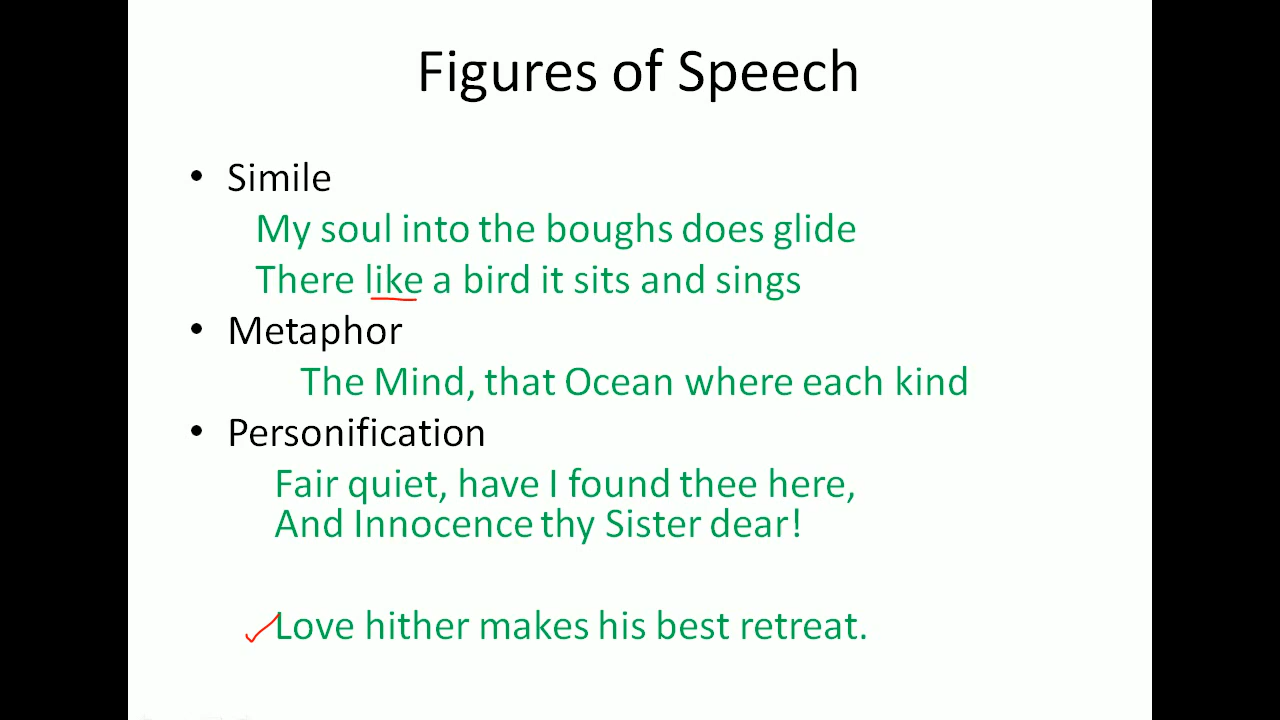 Figures of Speech
• Simile
My soul into the boughs does glide
There like a bird it sits and sings
• Metaphor
The Mind, that Ocean where each kind
• Personification
Fair quiet, have I found thee here,
And Innocence thy Sister dear!
Love hither makes his best retreat.